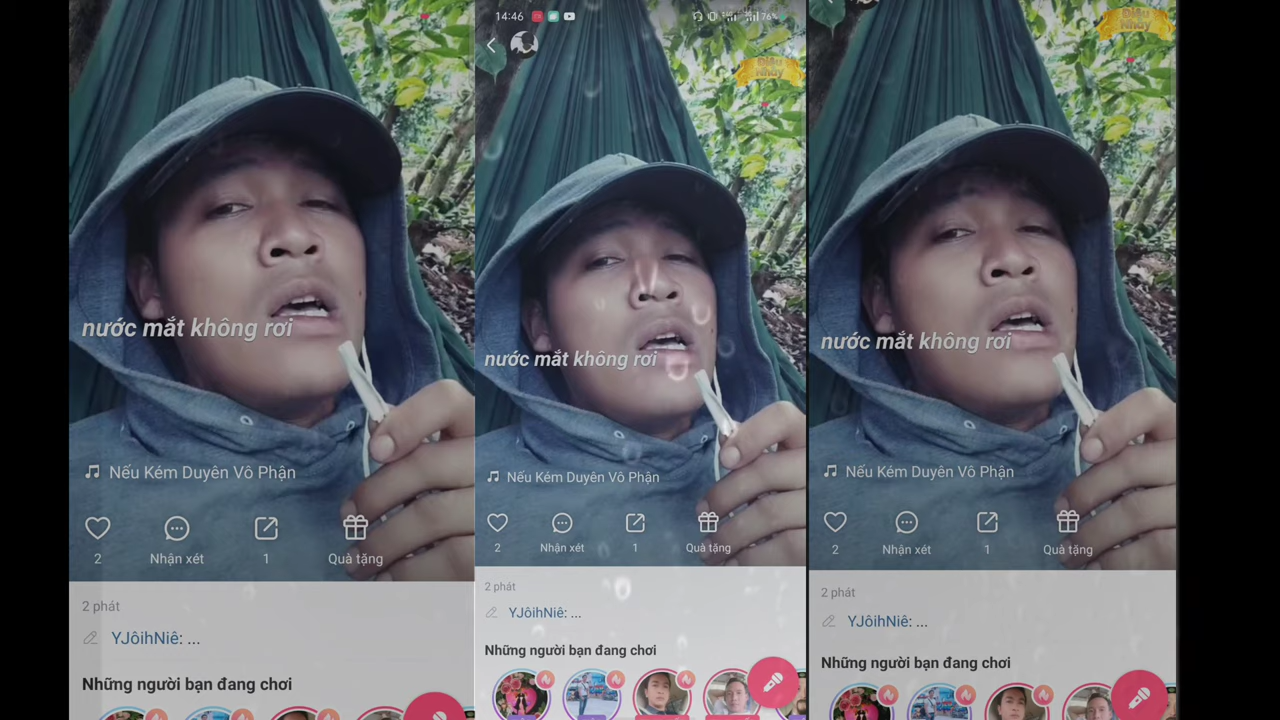 nước mắt không rơi
Nếu Kém Duyên Vô Phận
2
Nhận xét
1
Quà tặng
2 phát
YJôihNiê: ...
Những người bạn đang chơi
14:46
76%
Điêu
Nhảy
nước mắt không rơi
Nếu Kém Duyên Vô Phận
2
Nhận xét
1
Quà tặng
2 phát
YJôihNiê: ...
Những người bạn đang chơi
nước mắt không rơi
Nếu Kém Duyên Vô Phận
2
Nhận xét
1
Quà tặng
2 phát
YJôihNiê: ...
Những người bạn đang chơi